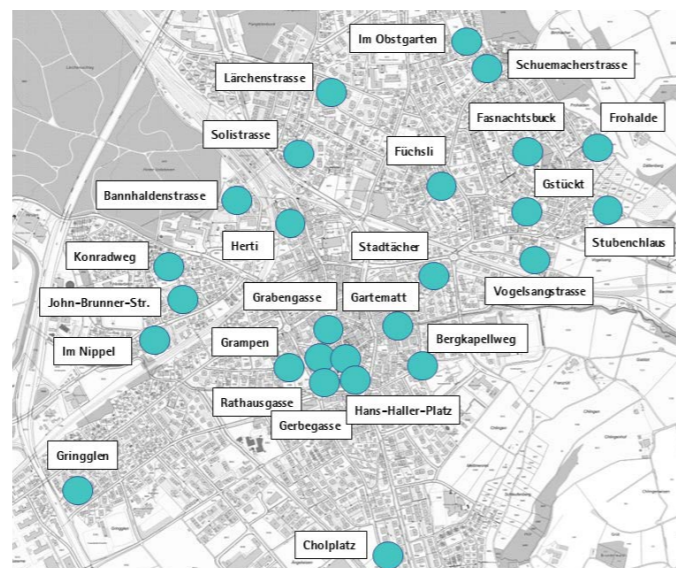 Im Obstgarten
Schuemacherstrasse
Lärchenstrasse
Fasnachtsbuck
Frohalde
Solistrasse
Füchsli
Gstückt
Bannhaldenstrasse
Herti
Stadtächer
Stubenchlaus
Konradweg
Vogelsangstrasse
John-Brunner-Str.
Grabengasse
Gartematt
Im Nippel
Grampen
Bergkapellweg
Rathausgasse
Hans-Haller-Platz
Gerbegasse
Gringglen
Cholplatz